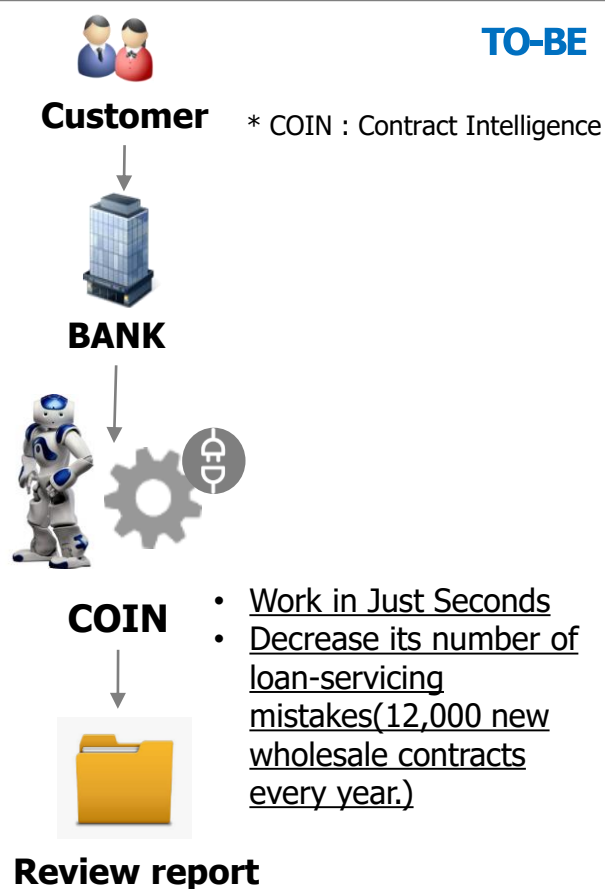 TO-BE
Customer
* COIN : Contract Intelligence
BANK
COIN
• Work in Just Seconds
• Decrease its number of
loan-servicing
mistakes(12,000 new
wholesale contracts
every year.)
Review report